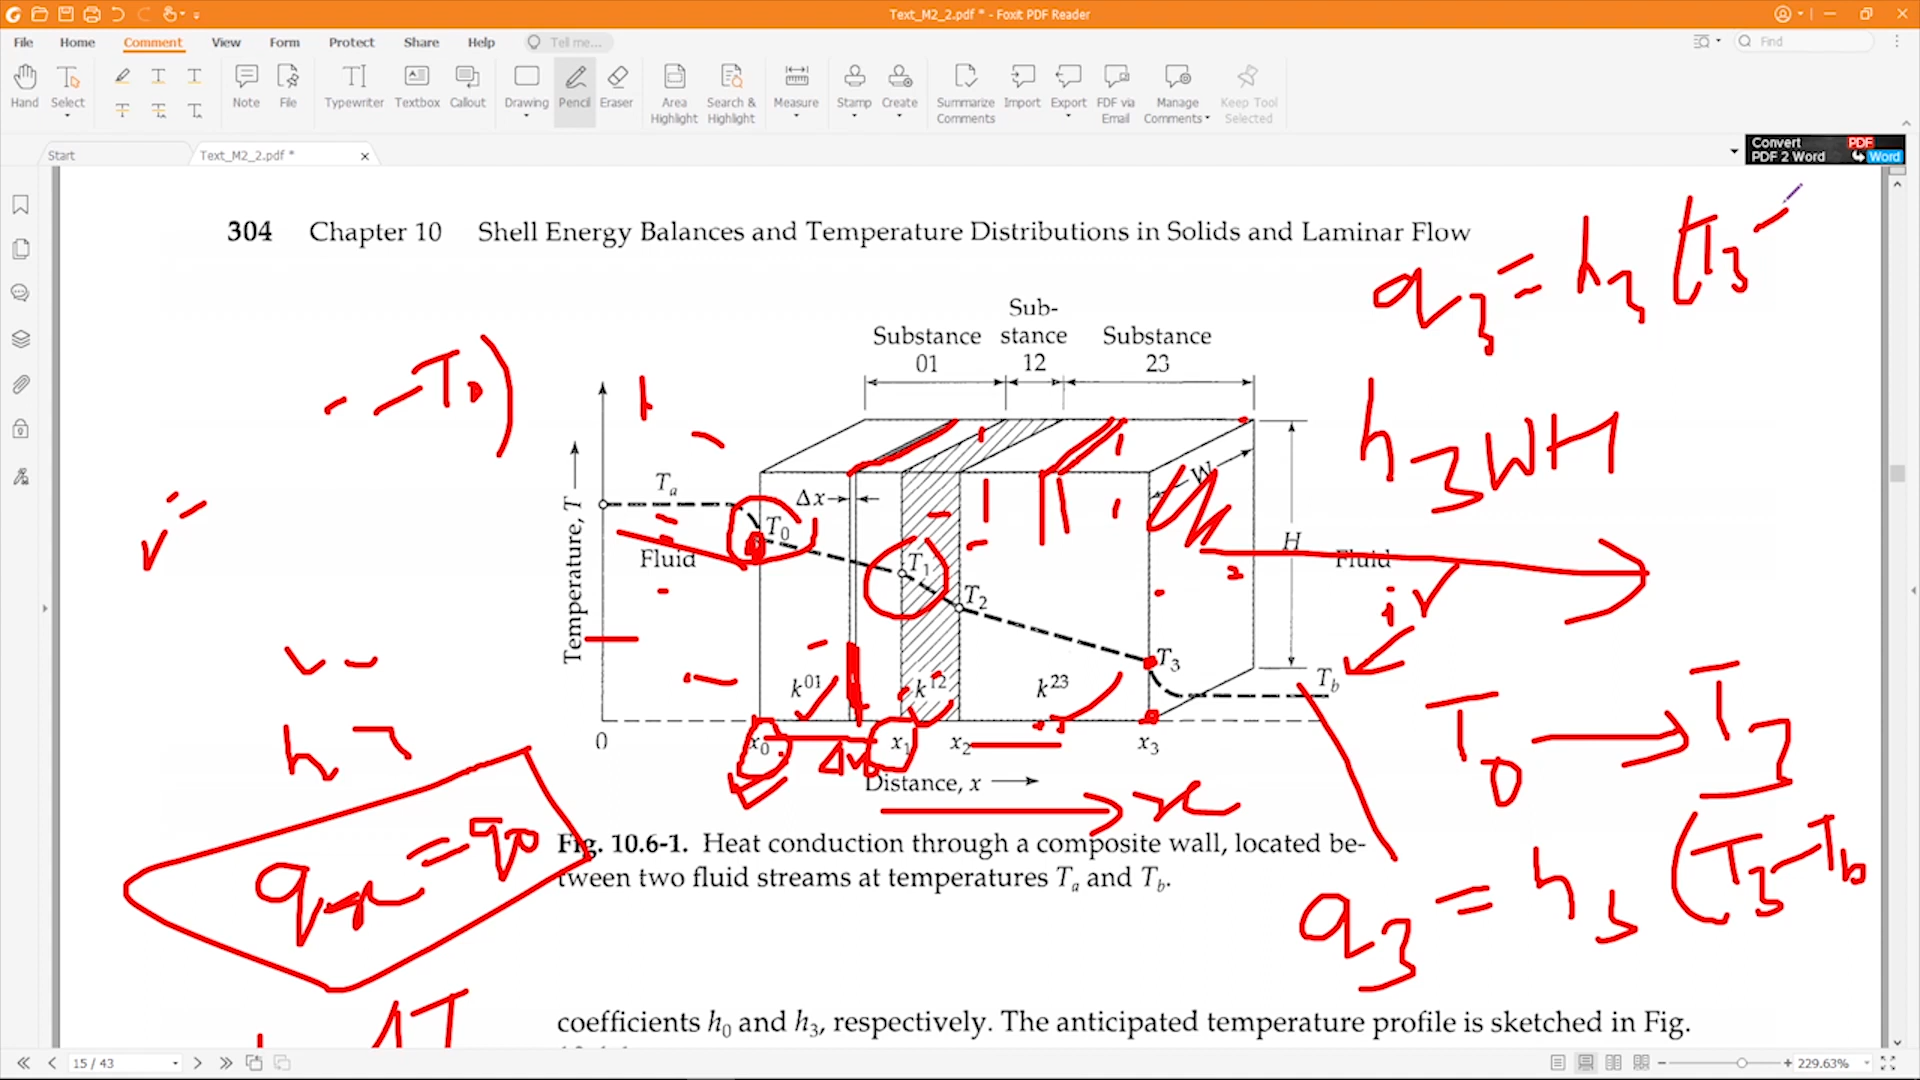 Text_M2_2.pdf * - Foxit PDF Reader
File Home Comment View Form Protect Share Help Tell me... Find
Hand Select Note File Typewriter Textbox Callout Drawing Pencil Eraser Area Highlight Search & Highlight Measure Stamp Create Summarize Comments Import Export FDF via Email Manage Comments Keep Tool Selected
Start Text_M2_2.pdf *
Convert PDF
PDF 2 Word Word
304 Chapter 10 Shell Energy Balances and Temperature Distributions in Solids and Laminar Flow
q3 = h3 (T3 -
Sub-
Substance stance Substance
01 12 23
- T0)
h3WH
W
Ta
Δx
T0
Fluid
H
Fluid
T1
T2
Temperature, T
T3
Tb
k01 k12 k23
T0 → T3
0 x0 x1 x2 x3
Distance, x
x
qx = q0
q3 = h3 (T3 - Tb
Fig. 10.6-1. Heat conduction through a composite wall, located be-
tween two fluid streams at temperatures Ta and Tb.
coefficients h0 and h3, respectively. The anticipated temperature profile is sketched in Fig.
15 / 43
229.63%